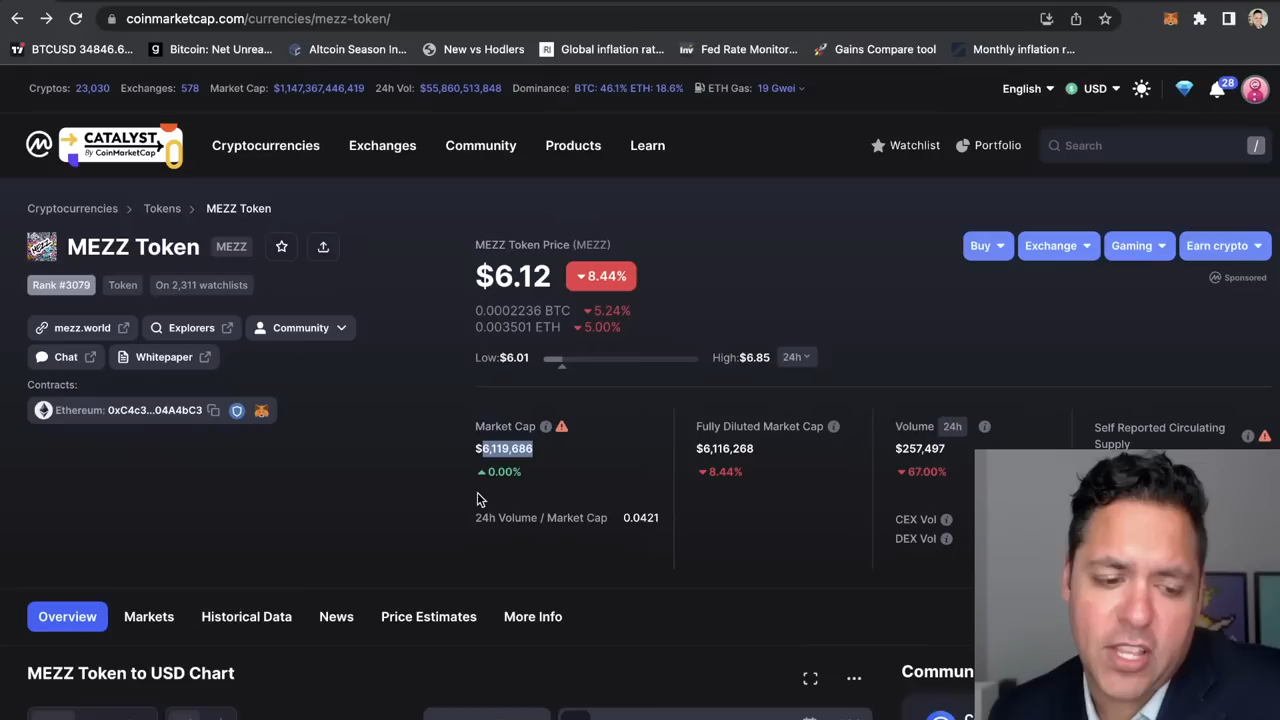 coinmarketcap.com/currencies/mezz-token/
BTCUSD 34846.6... Bitcoin: Net Unrea... Altcoin Season In... New vs Hodlers Global inflation rat... Fed Rate Monitor... Gains Compare tool Monthly inflation r...
Cryptos: 23,030 Exchanges: 578 Market Cap: $1,147,367,446,419 24h Vol: $55,860,513,848 Dominance: BTC: 46.1% ETH: 18.6% ETH Gas: 19 Gwei English USD 28
CATALYST
By CoinMarketCap
Cryptocurrencies Exchanges Community Products Learn Watchlist Portfolio Search /
Cryptocurrencies > Tokens > MEZZ Token
MEZZ Token MEZZ
Rank #3079 Token On 2,311 watchlists
mezz.world Explorers Community
Chat Whitepaper
Contracts:
Ethereum: 0xC4c3...04A4bC3
MEZZ Token Price (MEZZ)
$6.12 8.44%
0.0002236 BTC 5.24%
0.003501 ETH 5.00%
Low: $6.01 High: $6.85 24h
Buy Exchange Gaming Earn crypto
Sponsored
Market Cap
$6,119,686
0.00%
24h Volume / Market Cap 0.0421
Fully Diluted Market Cap
$6,116,268
8.44%
Volume 24h
$257,497
67.00%
CEX Vol
DEX Vol
Self Reported Circulating
Supply
Overview Markets Historical Data News Price Estimates More Info
MEZZ Token to USD Chart
Commun